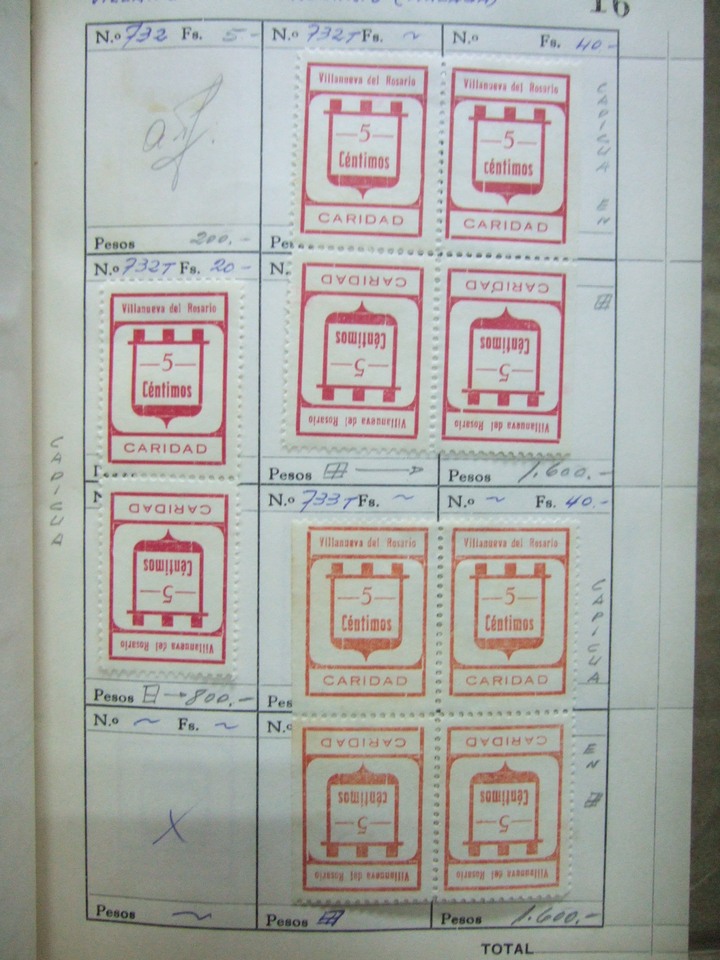 16
N.º 732 Fs. 5-
N.º 732T Fs. ~
N.º Fs. 40.-
Pesos 200.-
Villanueva del Rosario
5
Céntimos
CARIDAD
Villanueva del Rosario
5
Céntimos
CARIDAD
CAPICUA EN
N.º 732T Fs. 20-
N.
CARIDAD
Céntimos
5
Villanueva del Rosario
CARIDAD
Céntimos
5
Villanueva del Rosario
Pesos
Pesos 1.600.-
Villanueva del Rosario
5
Céntimos
CARIDAD
CARIDAD
Céntimos
5
Villanueva del Rosario
CAPICUA
Pesos 800.-
N.º 733T Fs. ~
N.º ~ Fs. 40.-
Villanueva del Rosario
5
Céntimos
CARIDAD
Villanueva del Rosario
5
Céntimos
CARIDAD
CAPICUA
EN
N.º ~ Fs. ~
N.
CARIDAD
Céntimos
5
Villanueva del Rosario
CARIDAD
Céntimos
5
Villanueva del Rosario
X
Pesos ~
Pesos
Pesos 1.600.-
TOTAL